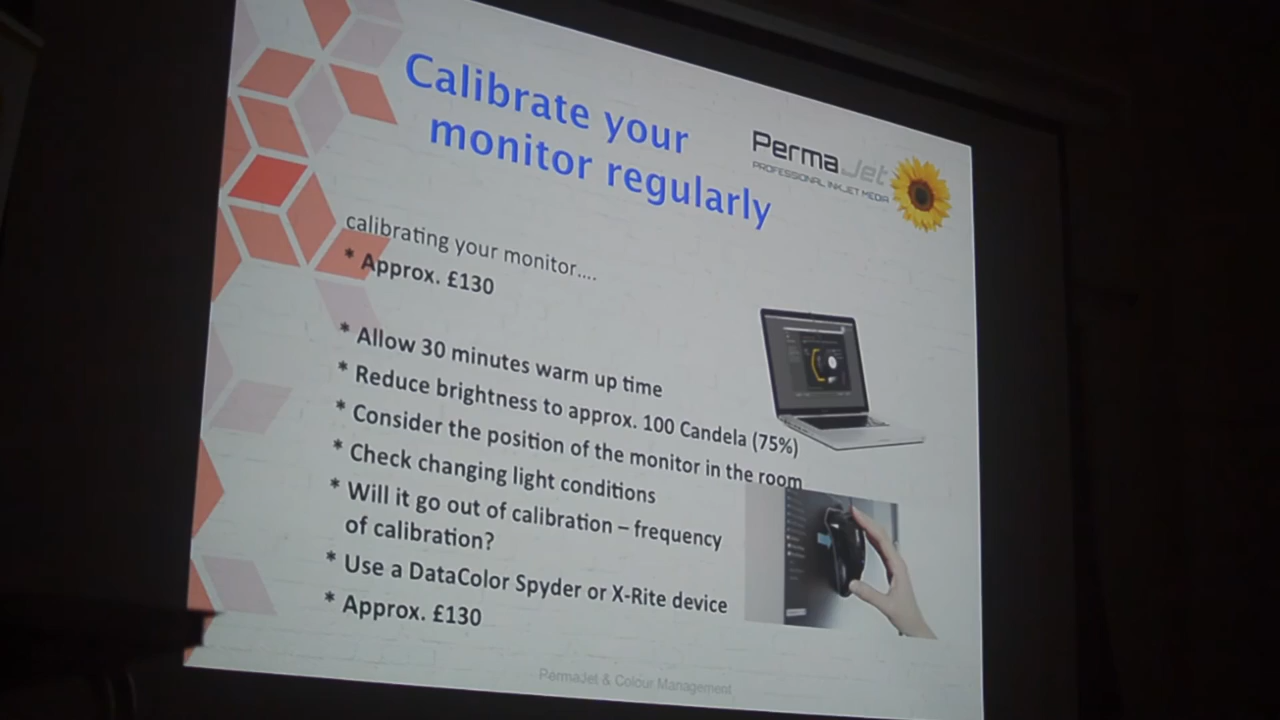 Calibrate your
monitor regularly
PermaJet
PROFESSIONAL INKJET MEDIA
calibrating your monitor....
* Approx. £130
* Allow 30 minutes warm up time
* Reduce brightness to approx. 100 Candela (75%)
* Consider the position of the monitor in the room
* Check changing light conditions
* Will it go out of calibration – frequency
of calibration?
* Use a DataColor Spyder or X-Rite device
* Approx. £130
PermaJet & Colour Management